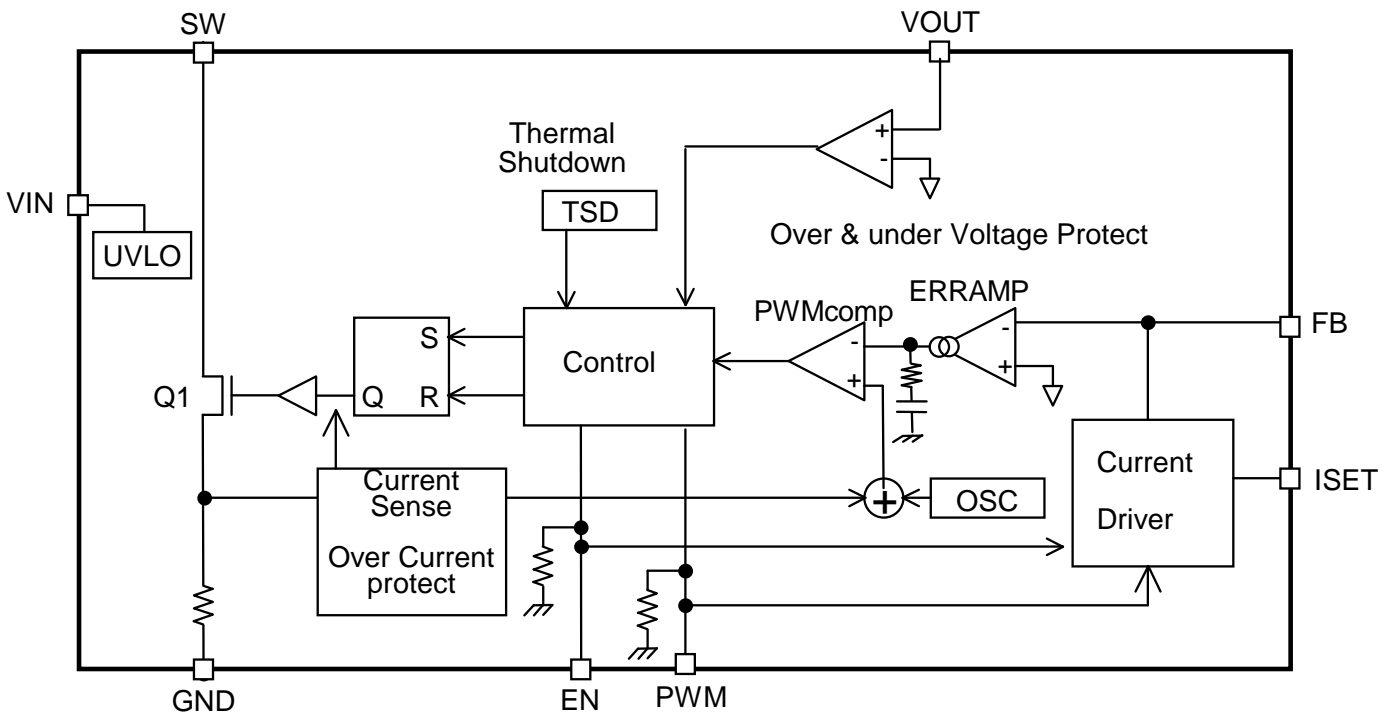 SW
VOUT
Thermal
Shutdown
+
-
VIN
TSD
UVLO
Over & under Voltage Protect
ERRAMP
PWMcomp
FB
S
-
-
Control
+
+
Q1
Q
R
Current
Driver
ISET
Current
Sense
+
OSC
Over Current
protect
GND
EN
PWM